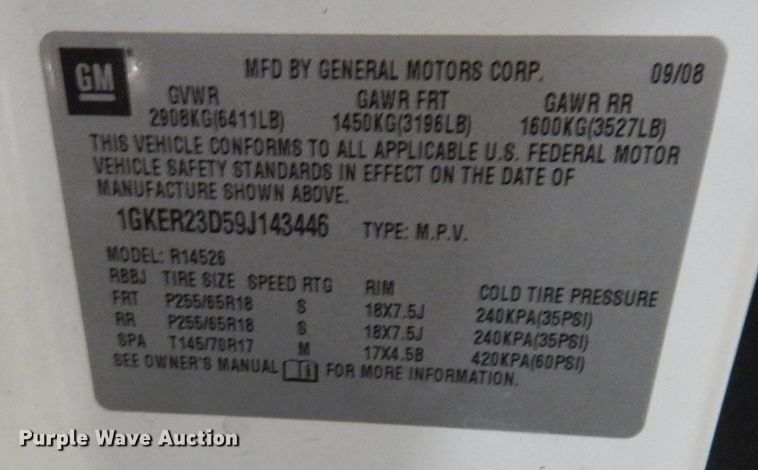 GM
MFD BY GENERAL MOTORS CORP. 09/08
GVWR GAWR FRT GAWR RR
2908KG(6411LB) 1450KG(3196LB) 1600KG(3527LB)
THIS VEHICLE CONFORMS TO ALL APPLICABLE U.S. FEDERAL MOTOR
VEHICLE SAFETY STANDARDS IN EFFECT ON THE DATE OF
MANUFACTURE SHOWN ABOVE.
1GKER23D59J143446 TYPE: M.P.V.
MODEL: R14526
RBBJ TIRE SIZE SPEED RTG RIM COLD TIRE PRESSURE
FRT P255/65R18 S 18X7.5J 240KPA(35PSI)
RR P255/65R18 S 18X7.5J 240KPA(35PSI)
SPA T145/70R17 M 17X4.5B 420KPA(60PSI)
SEE OWNER'S MANUAL i FOR MORE INFORMATION.
Purple Wave Auction